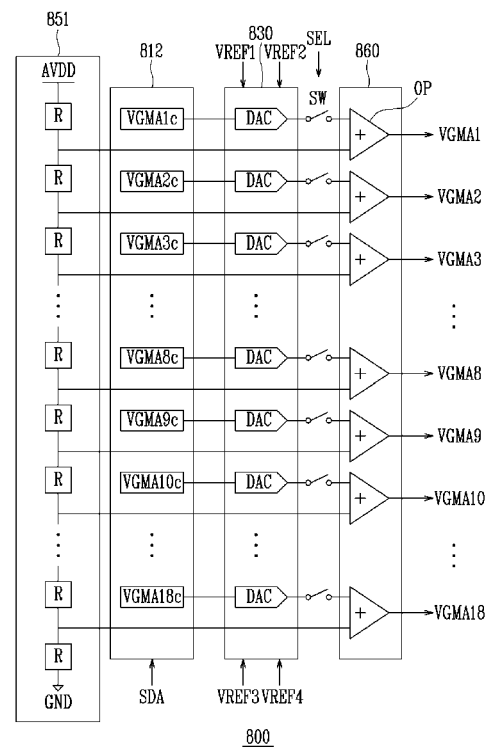 851
AVDD
812
830
VREF1 VREF2
SEL
SW
860
OP
R
VGMA1c
DAC
+
VGMA1
R
VGMA2c
DAC
+
VGMA2
R
VGMA3c
DAC
+
VGMA3
R
VGMA8c
DAC
+
VGMA8
R
VGMA9c
DAC
+
VGMA9
R
VGMA10c
DAC
+
VGMA10
R
VGMA18c
DAC
+
VGMA18
R
GND
SDA
VREF3 VREF4
800